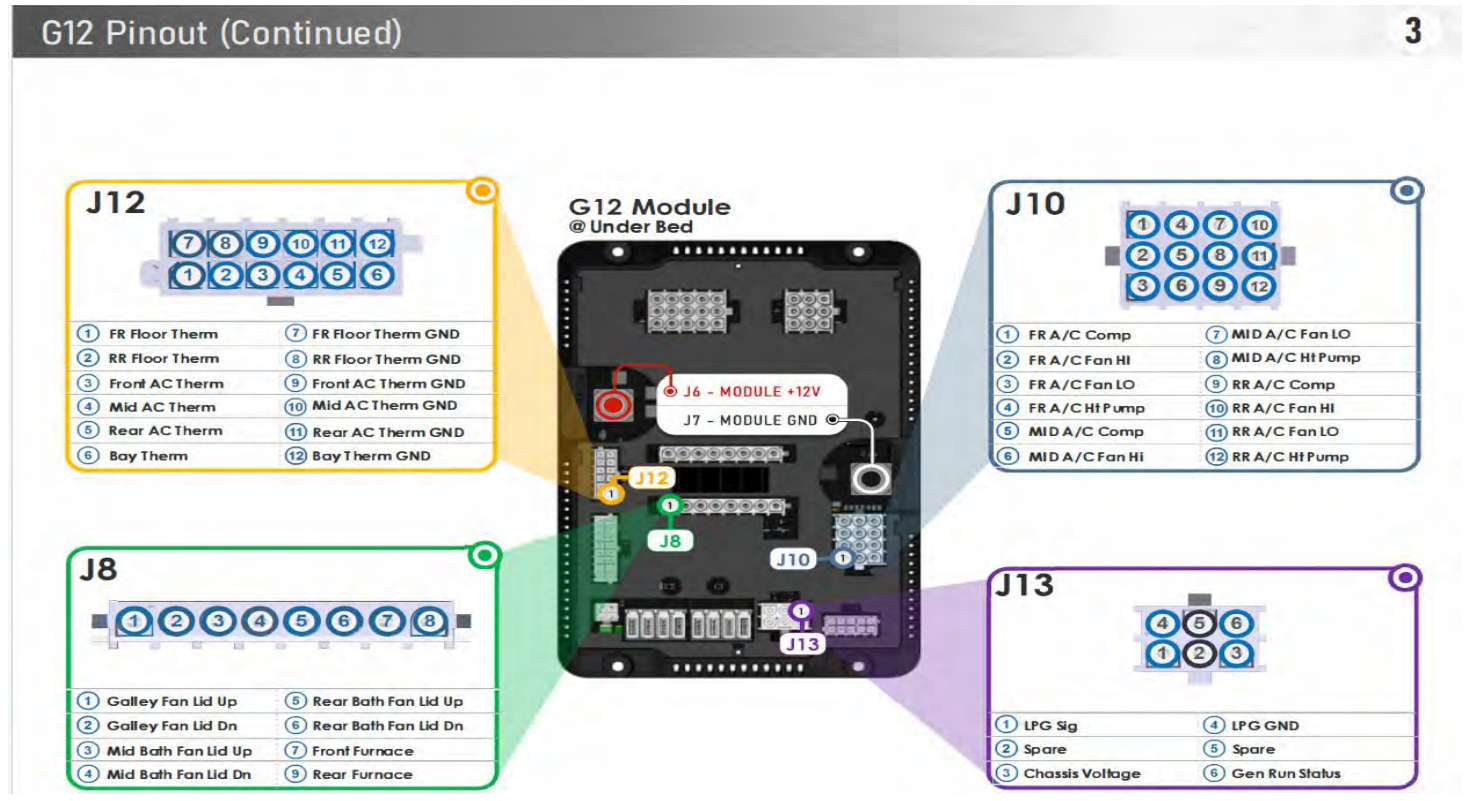 G12 Pinout (Continued)
3
J12
7 8 9 10 11 12
1 2 3 4 5 6
1 FR Floor Therm 7 FR Floor Therm GND
2 RR Floor Therm 8 RR Floor Therm GND
3 Front AC Therm 9 Front AC Therm GND
4 Mid AC Therm 10 Mid AC Therm GND
5 Rear AC Therm 11 Rear AC Therm GND
6 Bay Therm 12 Bay Therm GND
G12 Module
@ Under Bed
J6 - MODULE +12V
J7 - MODULE GND
J12
1
1
J8
J10 1
1
J13
J10
1 4 7 10
2 5 8 11
3 6 9 12
1 FR A/C Comp 7 MID A/C Fan LO
2 FR A/C Fan HI 8 MID A/C Ht Pump
3 FR A/C Fan LO 9 RR A/C Comp
4 FR A/C Ht Pump 10 RR A/C Fan HI
5 MID A/C Comp 11 RR A/C Fan LO
6 MID A/C Fan Hi 12 RR A/C Ht Pump
J8
1 2 3 4 5 6 7 8
1 Galley Fan Lid Up 5 Rear Bath Fan Lid Up
2 Galley Fan Lid Dn 6 Rear Bath Fan Lid Dn
3 Mid Bath Fan Lid Up 7 Front Furnace
4 Mid Bath Fan Lid Dn 9 Rear Furnace
J13
4 5 6
1 2 3
1 LPG Sig 4 LPG GND
2 Spare 5 Spare
3 Chassis Voltage 6 Gen Run Status